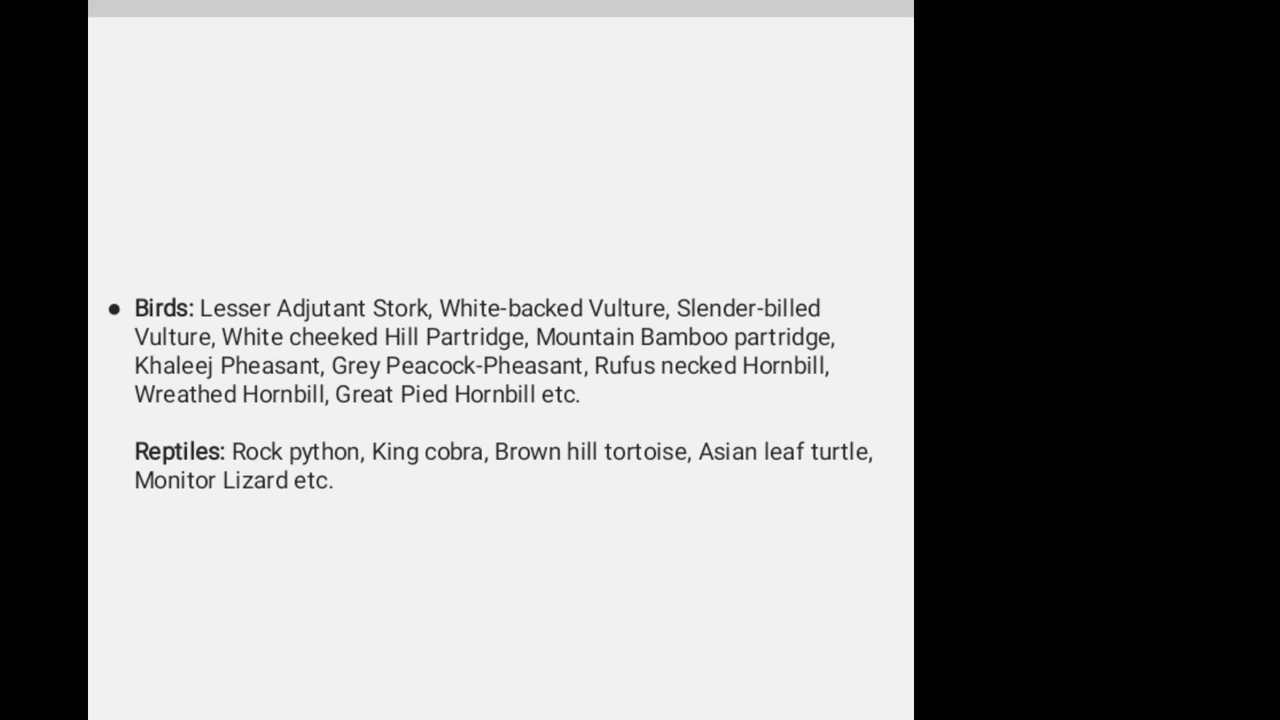 ● Birds: Lesser Adjutant Stork, White-backed Vulture, Slender-billed
Vulture, White cheeked Hill Partridge, Mountain Bamboo partridge,
Khaleej Pheasant, Grey Peacock-Pheasant, Rufus necked Hornbill,
Wreathed Hornbill, Great Pied Hornbill etc.
Reptiles: Rock python, King cobra, Brown hill tortoise, Asian leaf turtle,
Monitor Lizard etc.